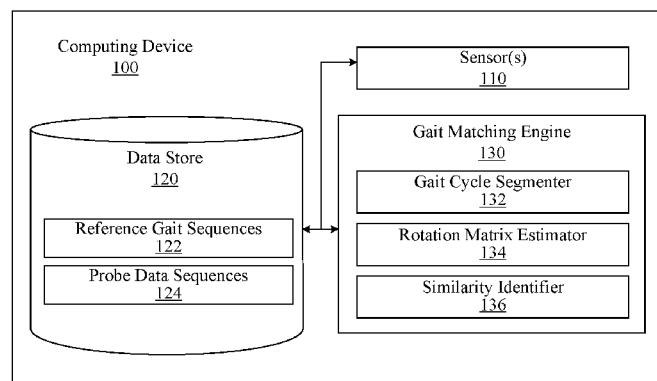 Computing Device
100
Sensor(s)
110
Data Store
120
Reference Gait Sequences
122
Probe Data Sequences
124
Gait Matching Engine
130
Gait Cycle Segmenter
132
Rotation Matrix Estimator
134
Similarity Identifier
136